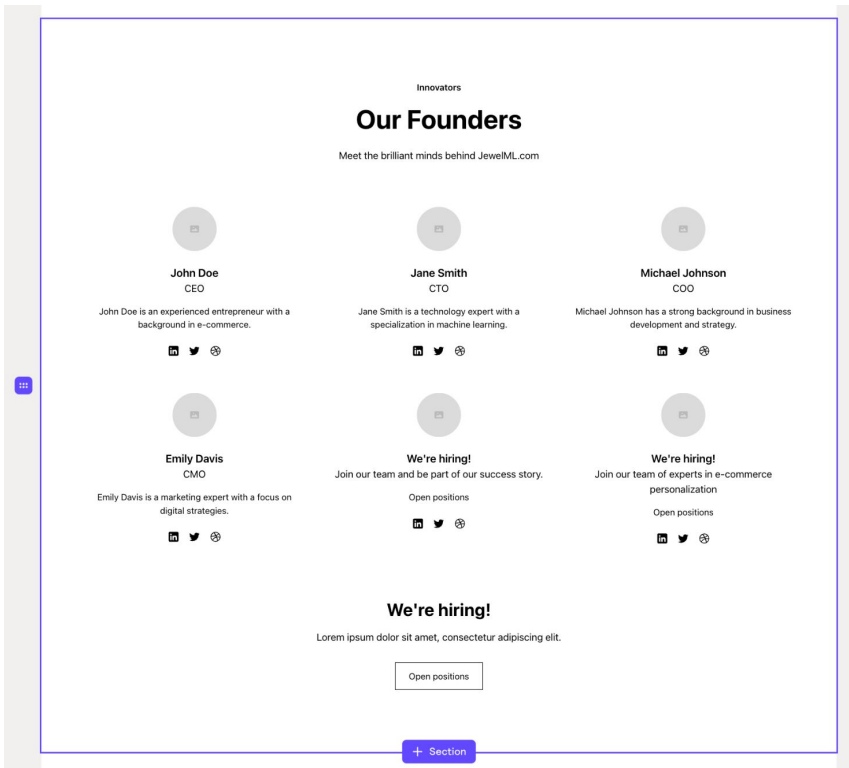 Innovators
Our Founders
Meet the brilliant minds behind JewelML.com
John Doe
CEO
John Doe is an experienced entrepreneur with a
background in e-commerce.
Jane Smith
CTO
Jane Smith is a technology expert with a
specialization in machine learning.
Michael Johnson
COO
Michael Johnson has a strong background in business
development and strategy.
Emily Davis
CMO
Emily Davis is a marketing expert with a focus on
digital strategies.
We're hiring!
Join our team and be part of our success story.
Open positions
We're hiring!
Join our team of experts in e-commerce
personalization
Open positions
We're hiring!
Lorem ipsum dolor sit amet, consectetur adipiscing elit.
Open positions
+ Section